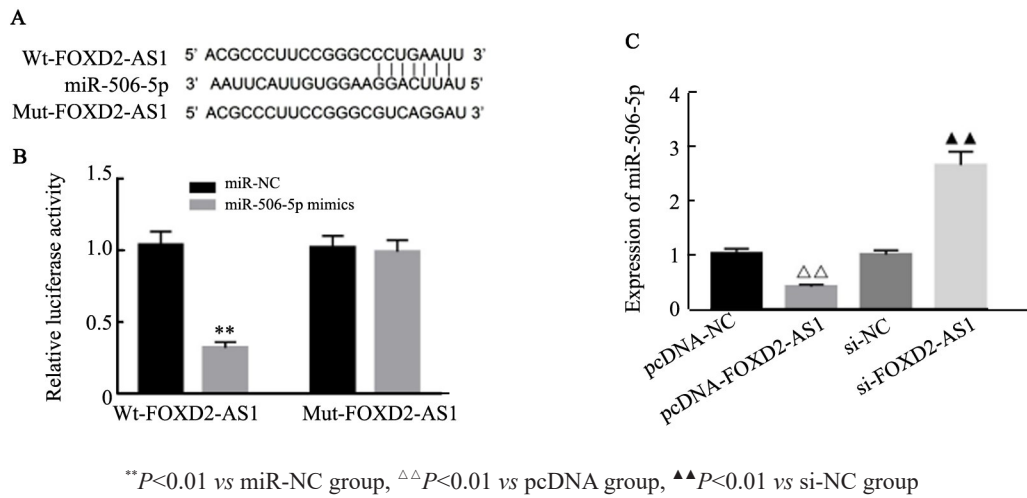 A
Wt-FOXD2-AS1 5' ACGCCCUUCCGGGCCCUGAAUU 3'
miR-506-5p 3' AAUUCAUUGUGGAAGGACUUAU 5'
Mut-FOXD2-AS1 5' ACGCCCUUCCGGGCGUCAGGAU 3'
B
Relative luciferase activity
1.5
1.0
0.5
0
miR-NC
miR-506-5p mimics
**
Wt-FOXD2-AS1 Mut-FOXD2-AS1
C
Expression of miR-506-5p
4
3
2
1
0
△△
▲▲
pcDNA-NC
pcDNA-FOXD2-AS1
si-NC
si-FOXD2-AS1
**P<0.01 vs miR-NC group, △△P<0.01 vs pcDNA group, ▲▲P<0.01 vs si-NC group